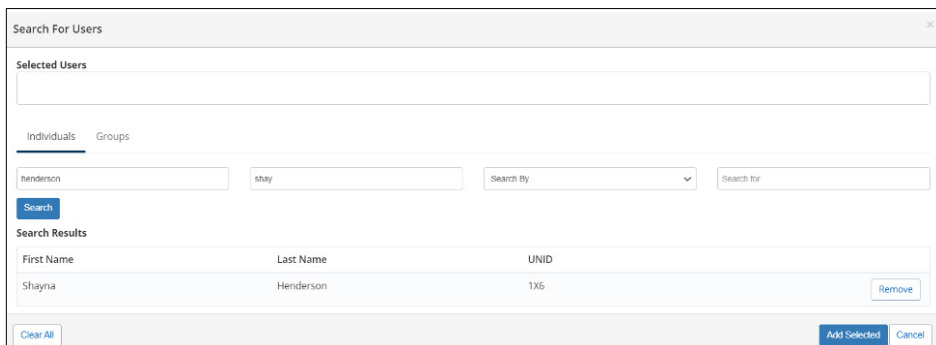 Search For Users ×
Selected Users
Individuals Groups
henderson shay Search By Search for
Search
Search Results
First Name Last Name UNID
Shayna Henderson 1X6 Remove
Clear All Add Selected Cancel